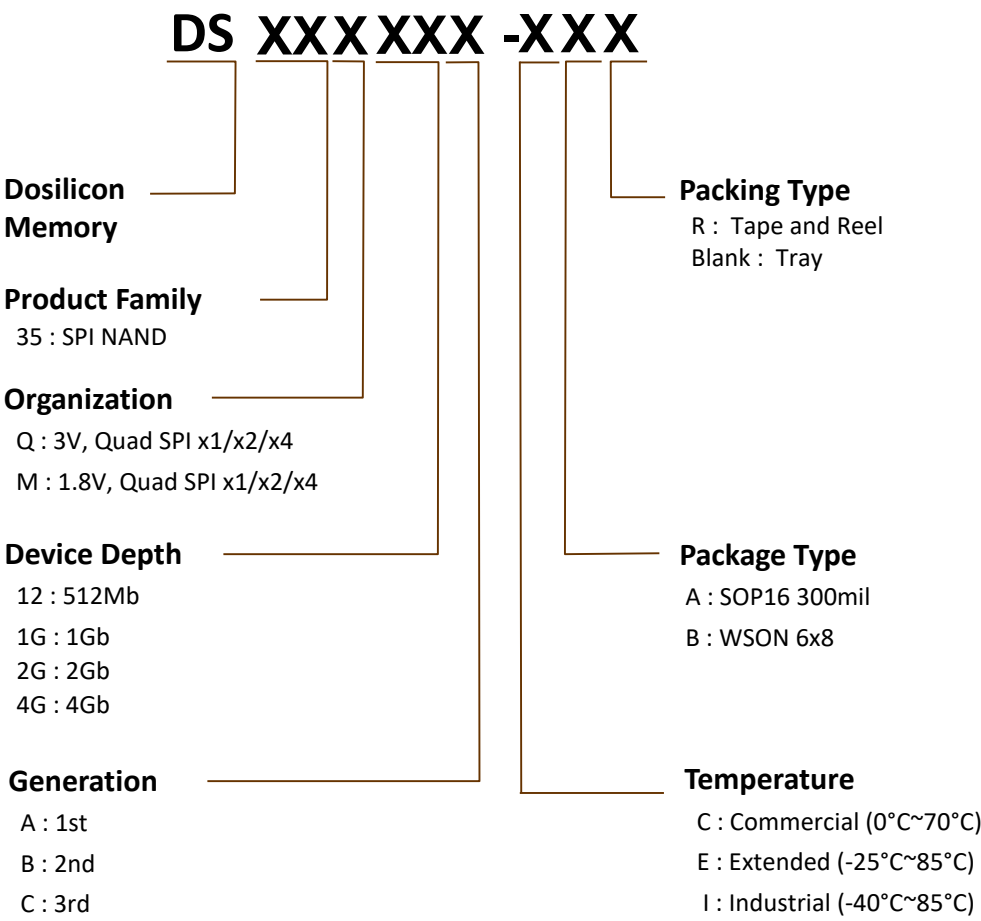 DS XXX XXX -X X X
Dosilicon
Memory
Product Family
35 : SPI NAND
Organization
Q : 3V, Quad SPI x1/x2/x4
M : 1.8V, Quad SPI x1/x2/x4
Device Depth
12 : 512Mb
1G : 1Gb
2G : 2Gb
4G : 4Gb
Generation
A : 1st
B : 2nd
C : 3rd
Packing Type
R : Tape and Reel
Blank : Tray
Package Type
A : SOP16 300mil
B : WSON 6x8
Temperature
C : Commercial (0°C~70°C)
E : Extended (-25°C~85°C)
I : Industrial (-40°C~85°C)